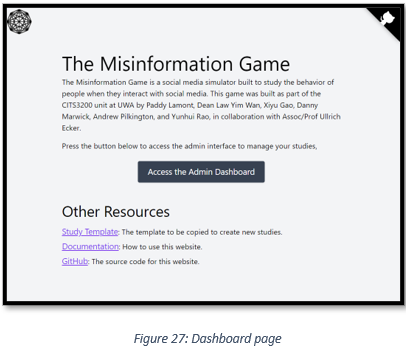 The Misinformation Game
The Misinformation Game is a social media simulator built to study the behavior of
people when they interact with social media. This game was built as part of the
CITS3200 unit at UWA by Paddy Lamont, Dean Law Yim Wan, Xiyu Gao, Danny
Marwick, Andrew Pilkington, and Yunhui Rao, in collaboration with Assoc/Prof Ullrich
Ecker.
Press the button below to access the admin interface to manage your studies,
Access the Admin Dashboard
Other Resources
Study Template: The template to be copied to create new studies.
Documentation: How to use this website.
GitHub: The source code for this website.
Figure 27: Dashboard page